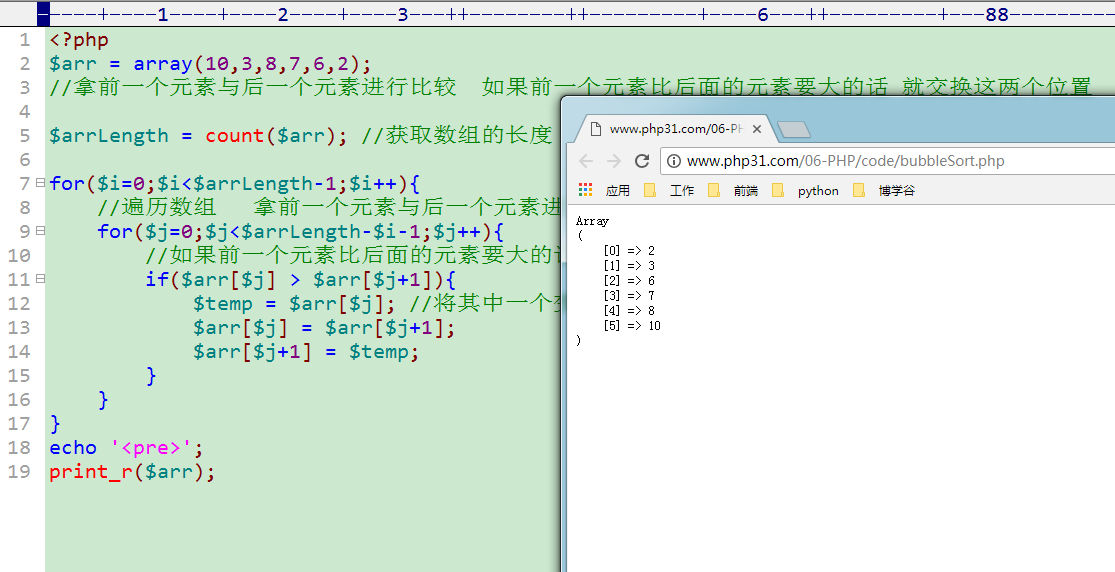 ----+----1----+----2----+----3--++--------++--------6---++--------88------
1 <?php
2 $arr = array(10,3,8,7,6,2);
3 //拿前一个元素与后一个元素进行比较  如果前一个元素比后面的元素要大的话 就交换这两个位置
4
5 $arrLength = count($arr); //获取数组的长度
6
7 for($i=0;$i<$arrLength-1;$i++){
8     //遍历数组   拿前一个元素与后一个元素进
9     for($j=0;$j<$arrLength-$i-1;$j++){
10         //如果前一个元素比后面的元素要大的
11         if($arr[$j] > $arr[$j+1]){
12             $temp = $arr[$j]; //将其中一个
13             $arr[$j] = $arr[$j+1];
14             $arr[$j+1] = $temp;
15         }
16     }
17 }
18 echo '<pre>';
19 print_r($arr);
www.php31.com/06-PH
www.php31.com/06-PHP/code/bubbleSort.php
应用 工作 前端 python 博学谷
Array
(
    [0] => 2
    [1] => 3
    [2] => 6
    [3] => 7
    [4] => 8
    [5] => 10
)